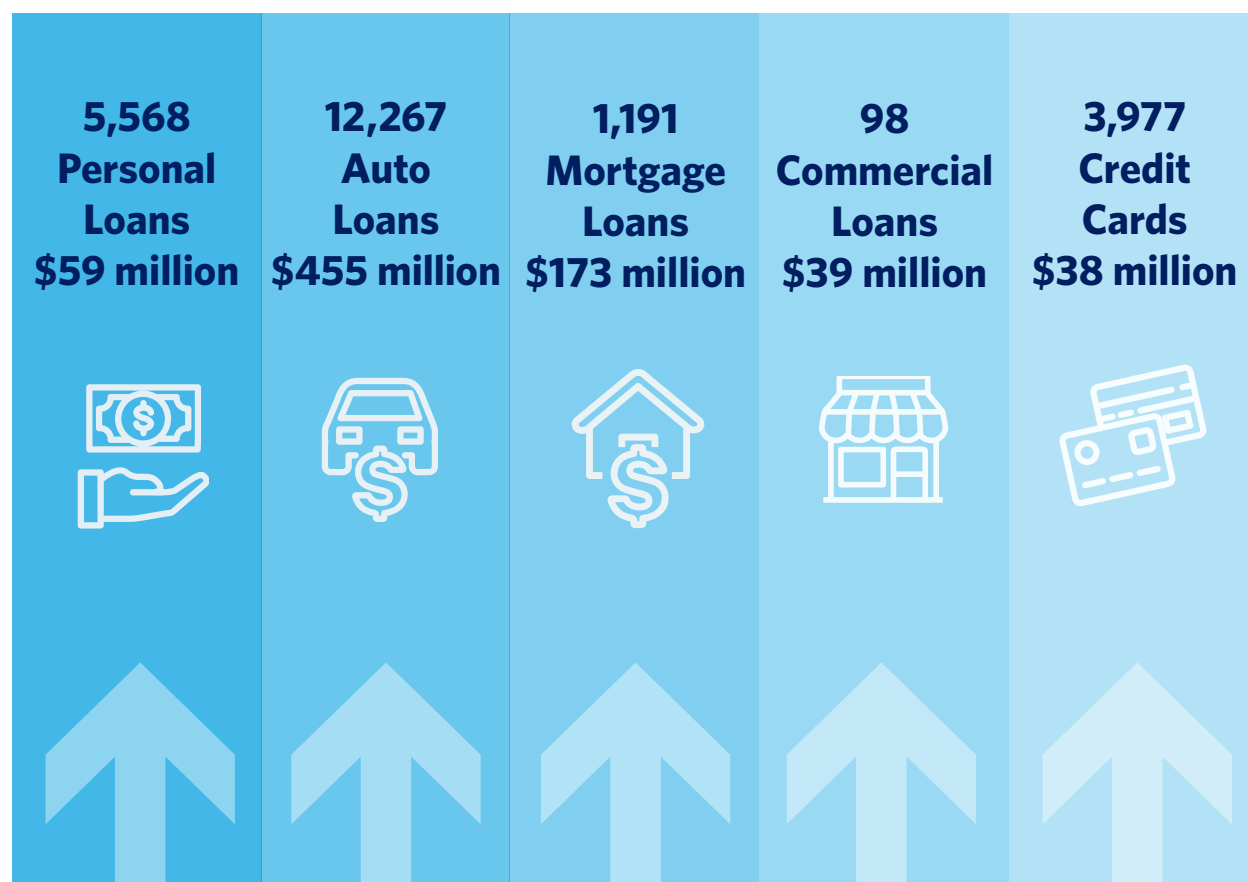 5,568
Personal
Loans
$59 million
12,267
Auto
Loans
$455 million
1,191
Mortgage
Loans
$173 million
98
Commercial
Loans
$39 million
3,977
Credit
Cards
$38 million